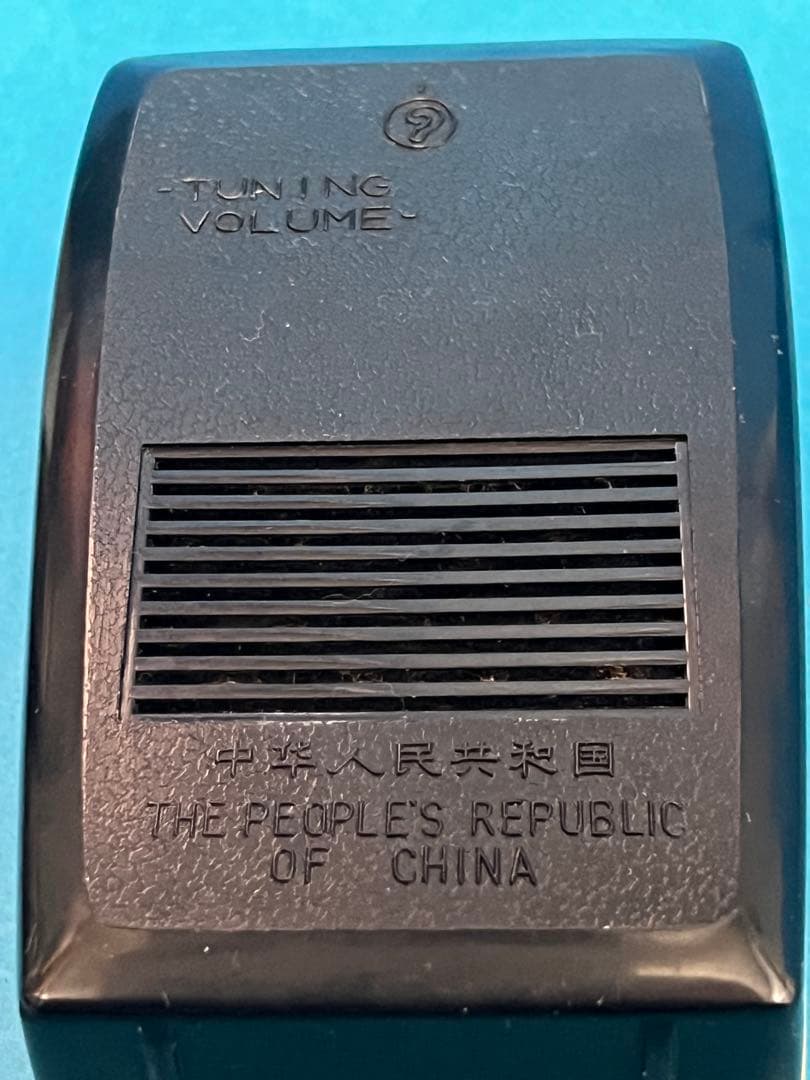 -TUNING
VOLUME-
中华人民共和国
THE PEOPLE'S REPUBLIC
OF CHINA